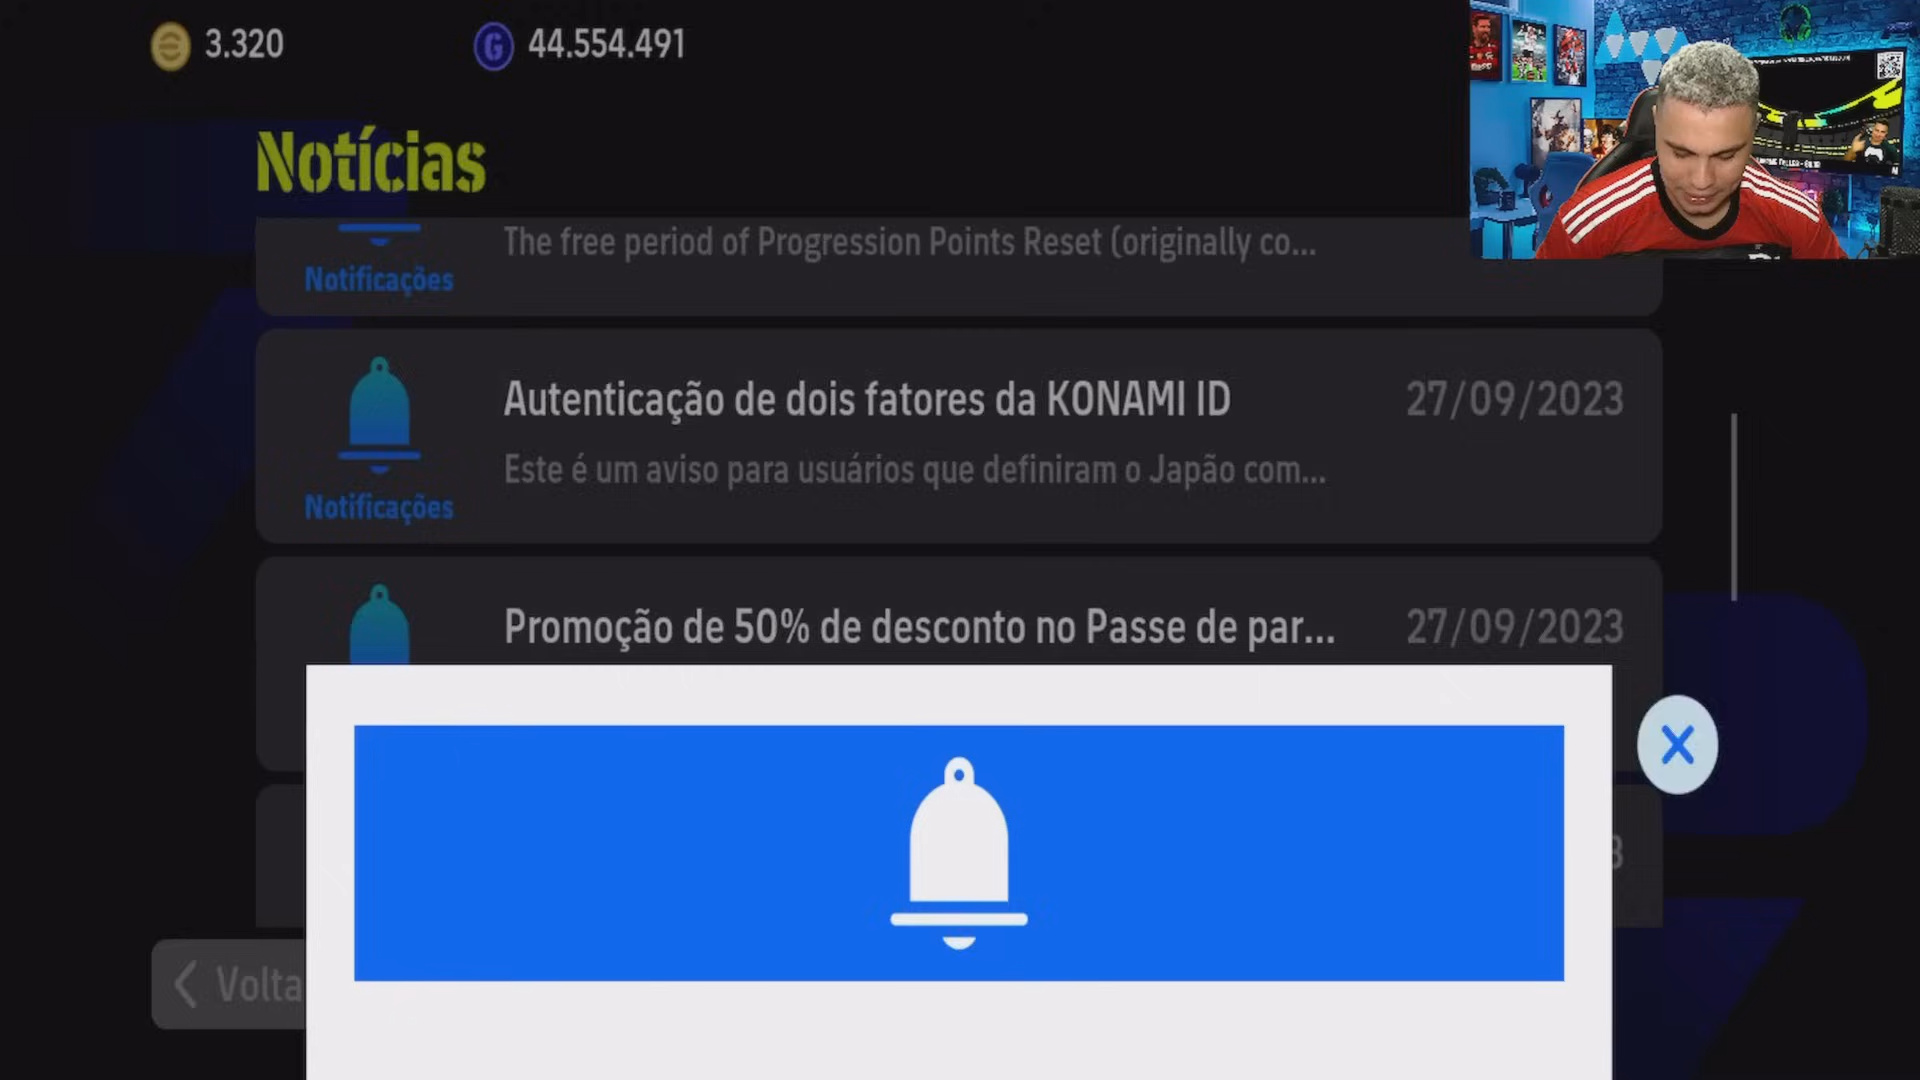 3.320
44.554.491
Notícias
The free period of Progression Points Reset (originally co...
Notificações
Autenticação de dois fatores da KONAMI ID
27/09/2023
Este é um aviso para usuários que definiram o Japão com...
Notificações
Promoção de 50% de desconto no Passe de par...
27/09/2023
3
Volta